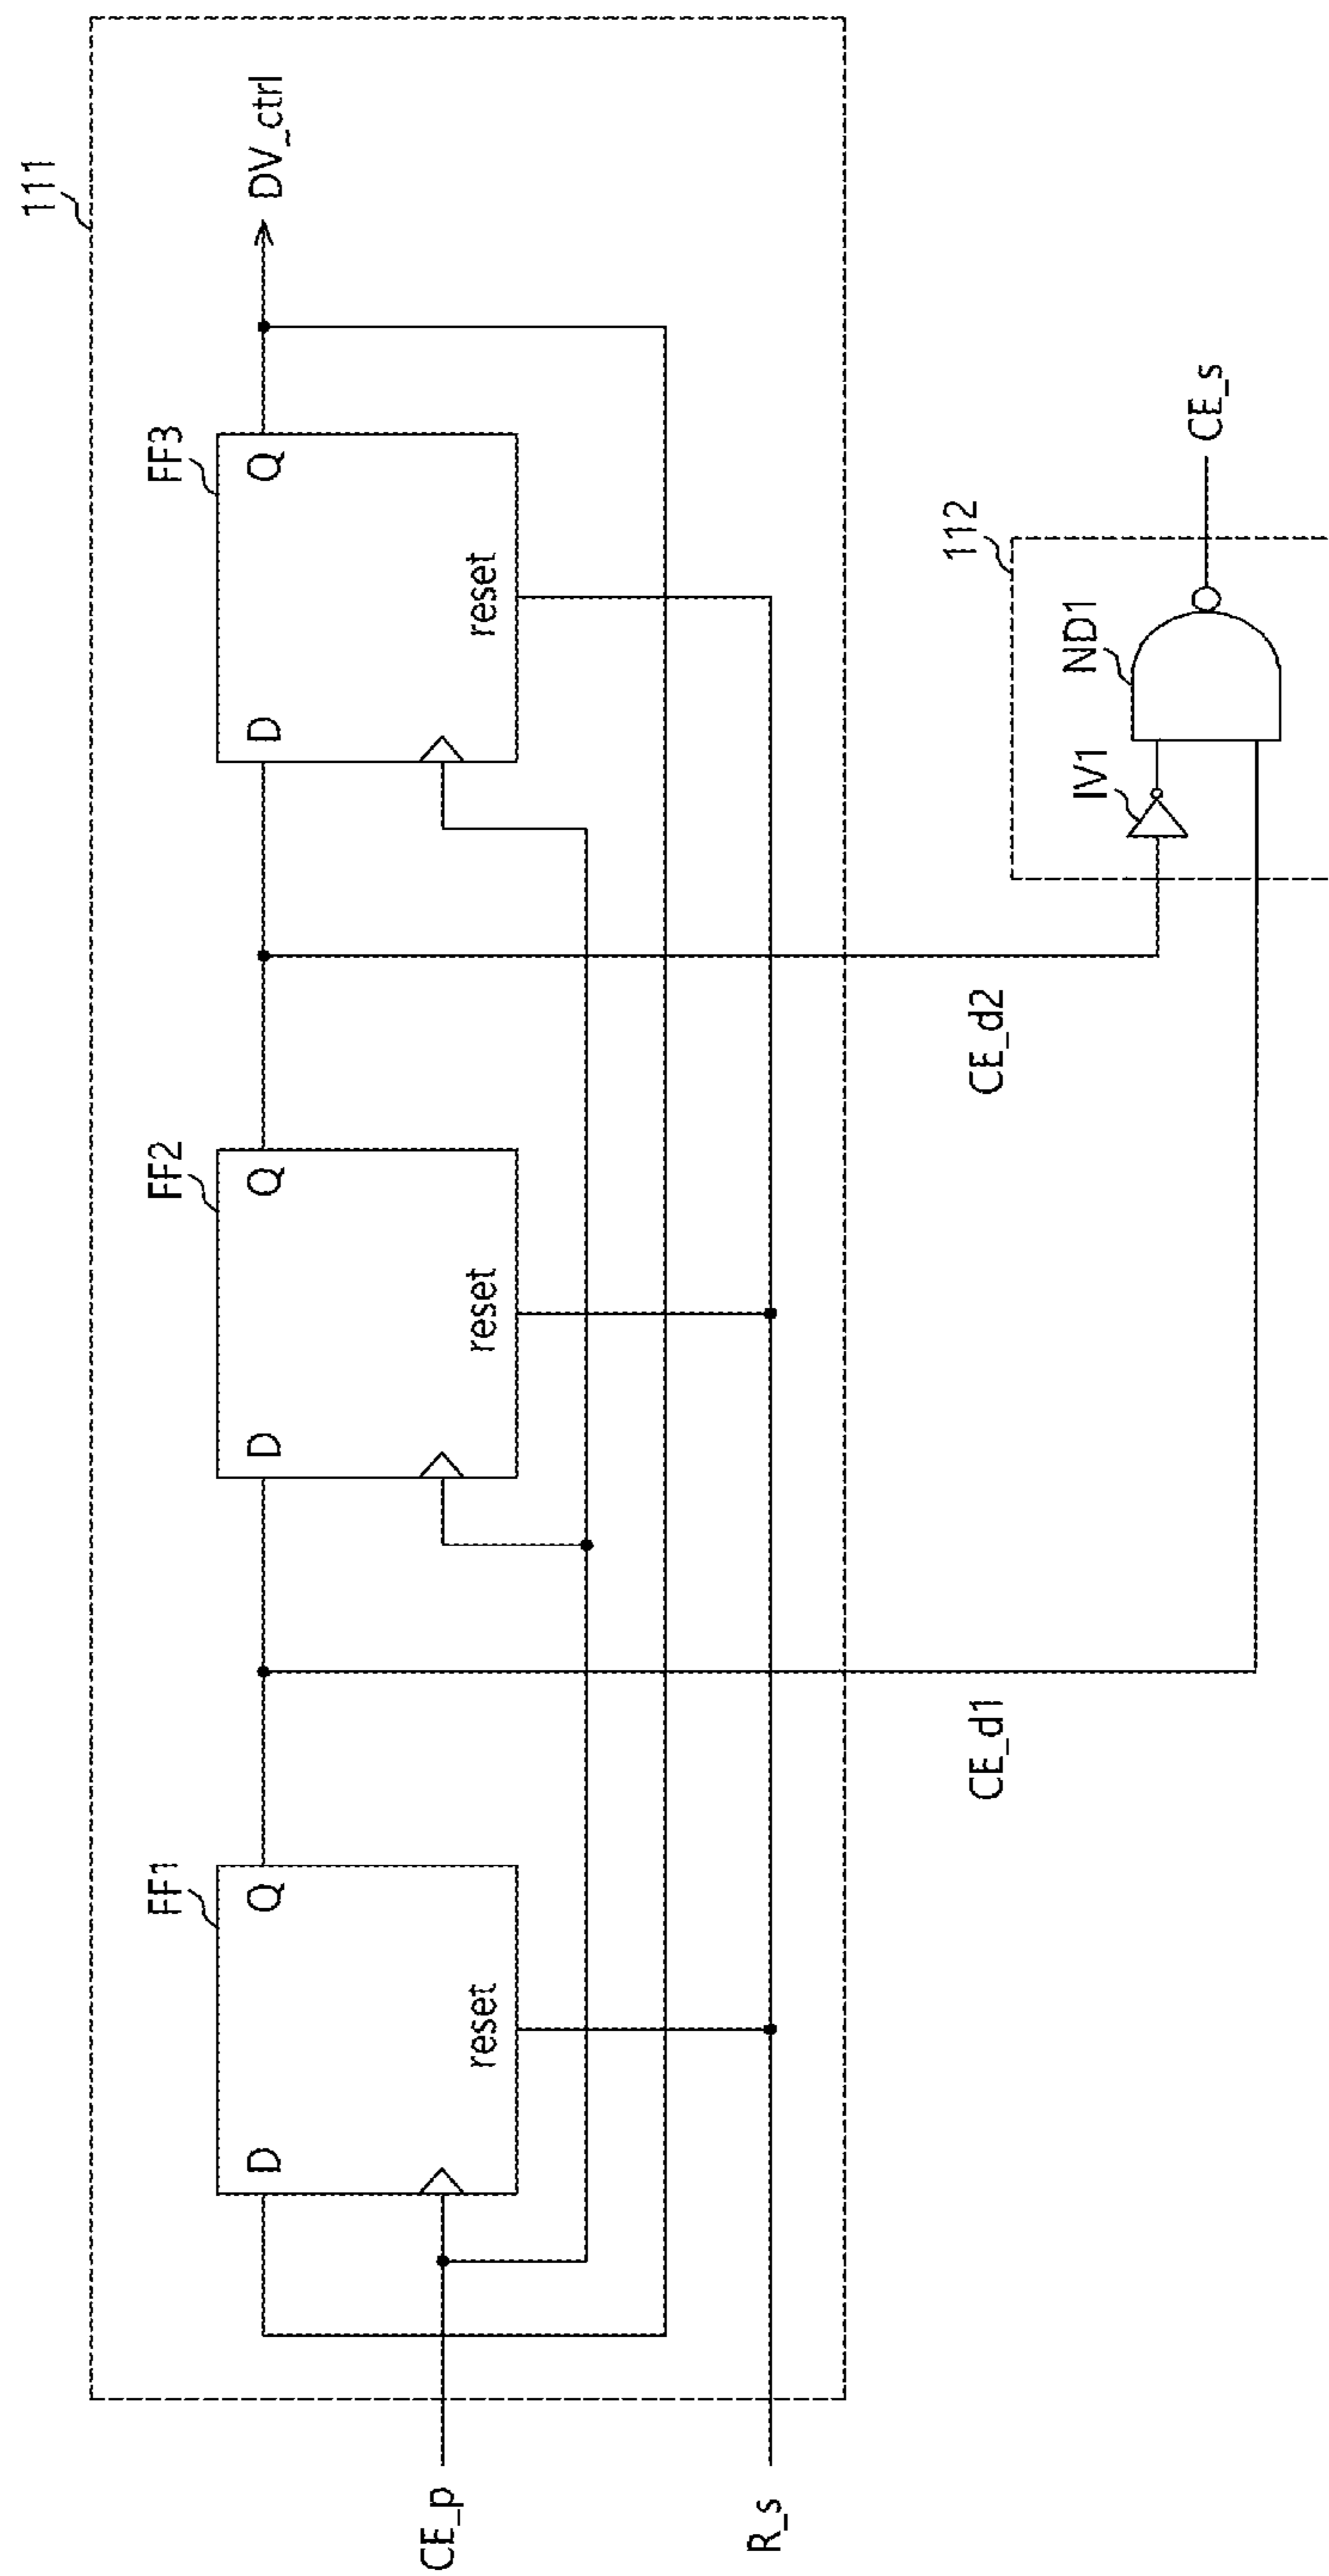 111
FF1
FF2
FF3
D
Q
D
Q
D
Q
DV_ctrl
reset
reset
reset
CE_p
R_s
CE_d1
CE_d2
112
IV1
ND1
CE_s